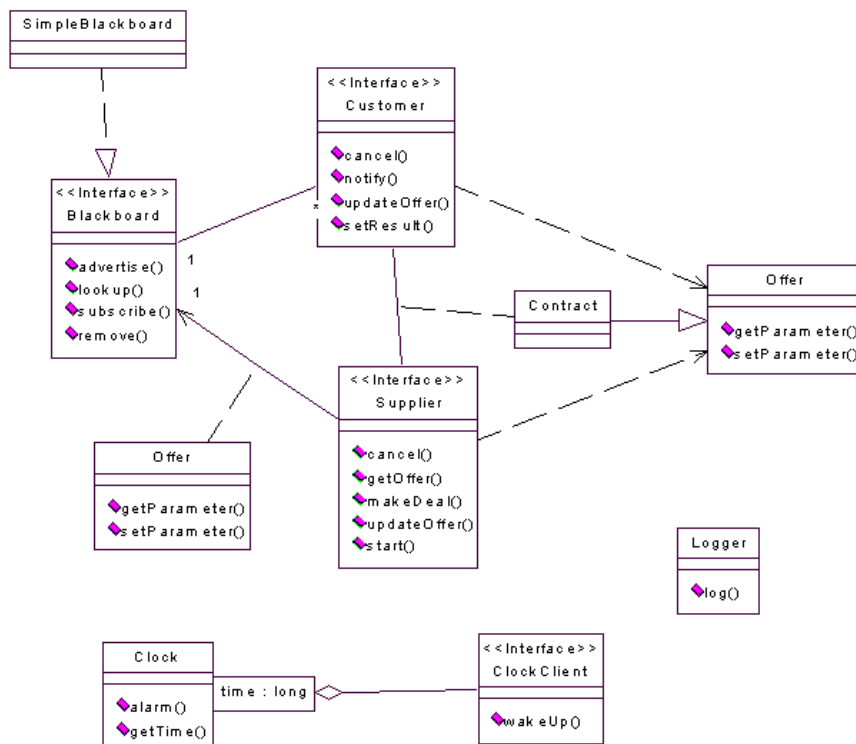 SimpleBlackboard
<<Interface>>
Customer
cancel()
notify()
updateOffer()
setResult()
<<Interface>>
Blackboard
advertise()
lookup()
subscribe()
remove()
*
1
1
Offer
getParameter()
setParameter()
Contract
<<Interface>>
Supplier
cancel()
getOffer()
makeDeal()
updateOffer()
start()
Offer
getParameter()
setParameter()
Logger
log()
Clock
alarm()
getTime()
time : long
<<Interface>>
ClockClient
wakeUp()